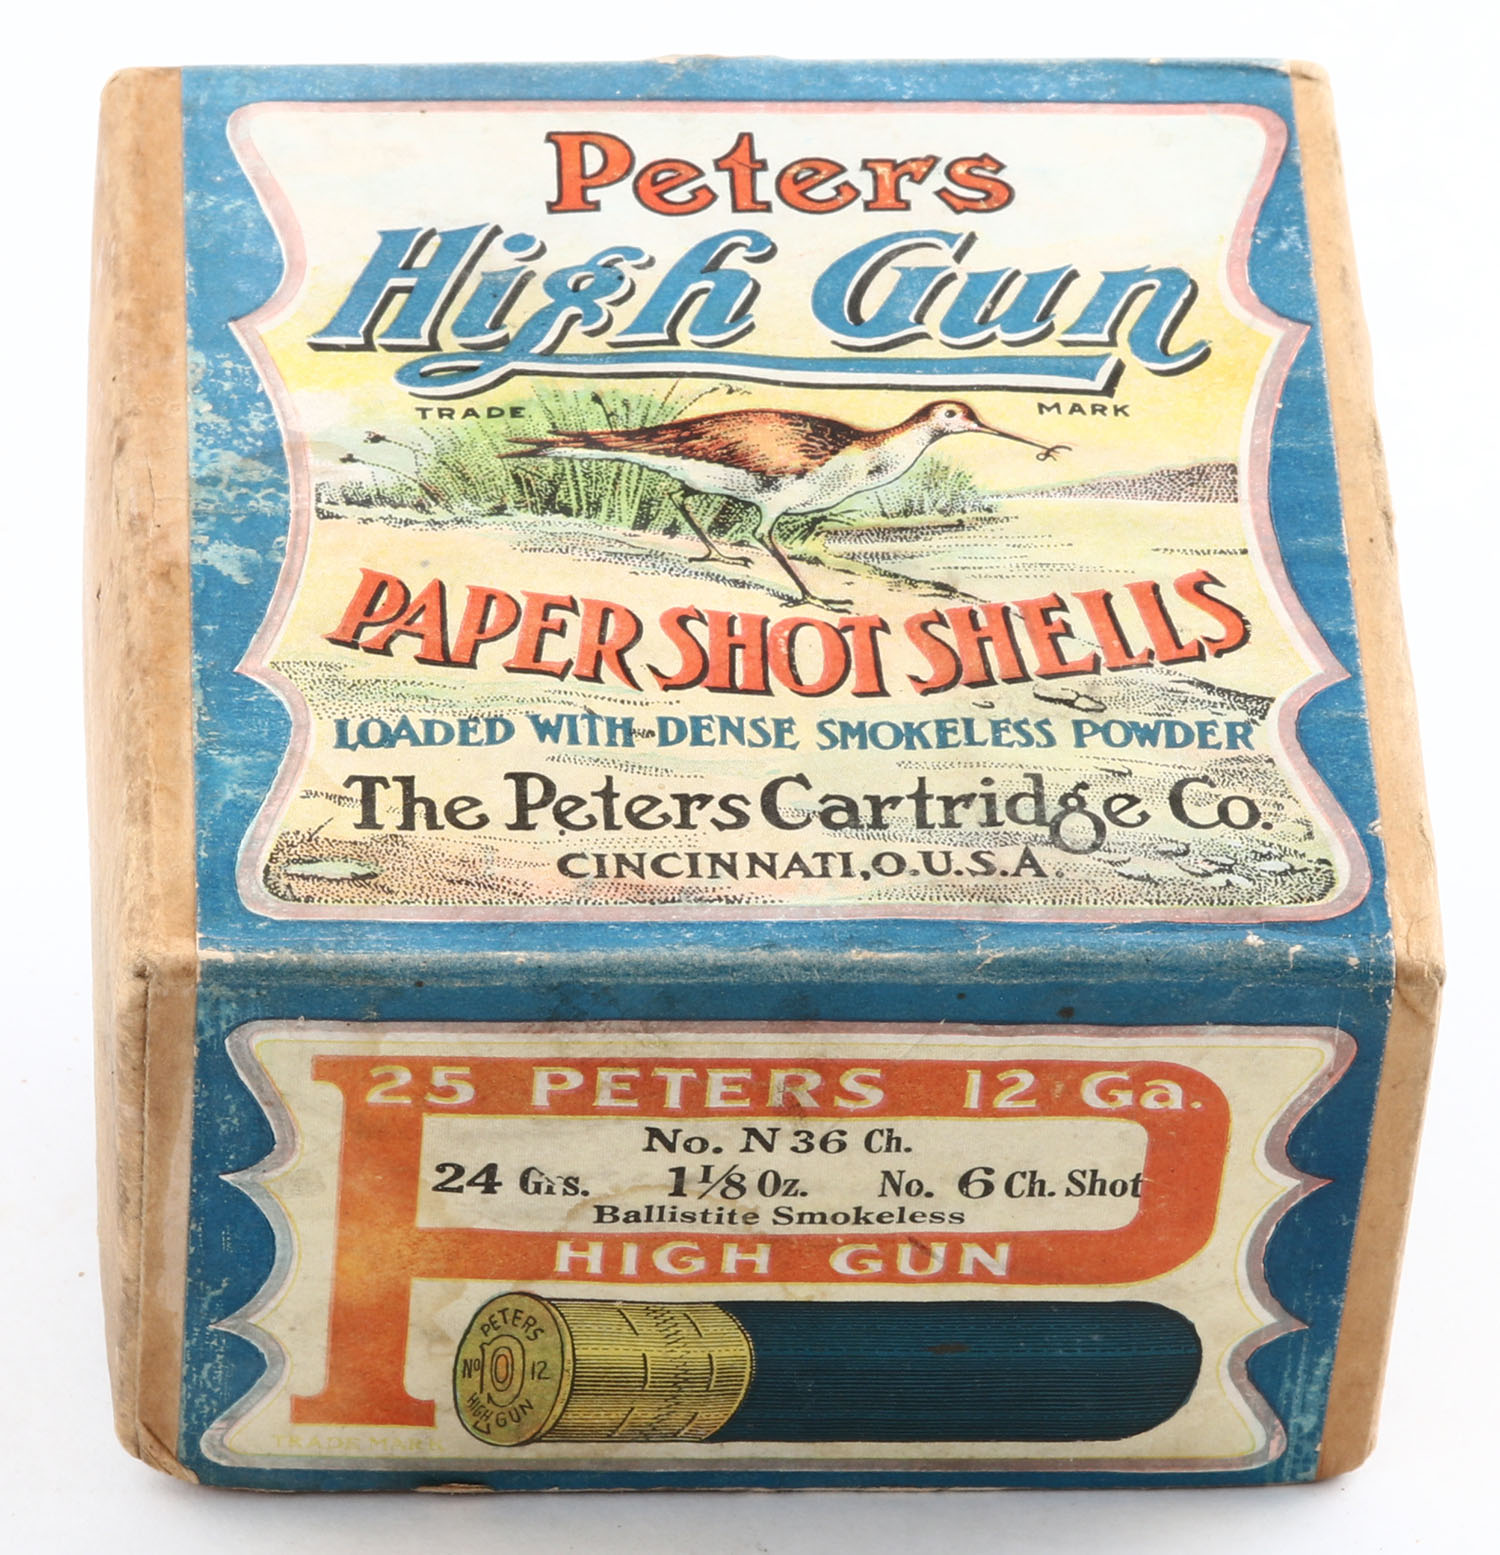 Peters
High Gun
TRADE MARK
PAPER SHOT SHELLS
LOADED WITH DENSE SMOKELESS POWDER
The Peters Cartridge Co.
CINCINNATI, O. U.S.A.
25 PETERS 12 Ga.
No. N 36 Ch.
24 Grs. 1 1/8 Oz. No. 6 Ch. Shot
Ballistite Smokeless
HIGH GUN
PETERS
No 12
HIGH GUN
TRADE MARK